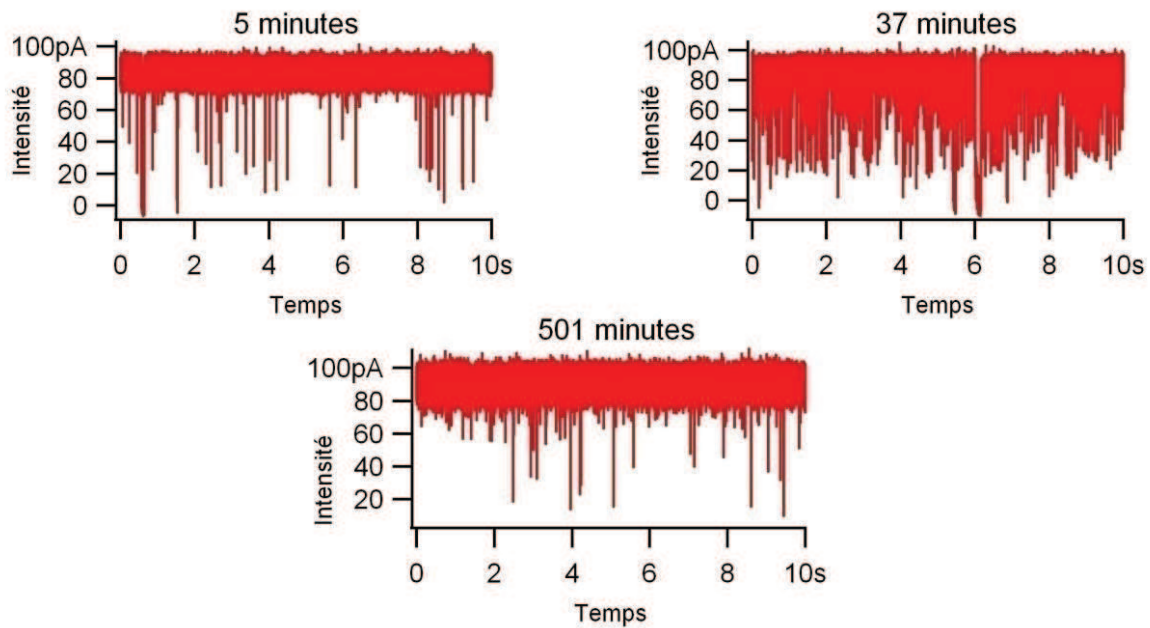 5 minutes
100pA
80
60
40
20
0
Intensité
0 2 4 6 8 10s
Temps
37 minutes
100pA
80
60
40
20
0
Intensité
0 2 4 6 8 10s
Temps
501 minutes
100pA
80
60
40
20
Intensité
0 2 4 6 8 10s
Temps